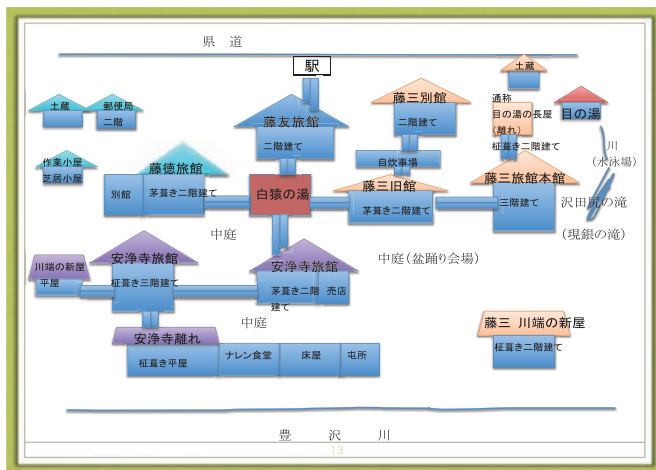 県 道
駅
土蔵
郵便局
二階
藤友旅館
二階建て
藤三別館
二階建て
土蔵
通称
目の湯の長屋
(離れ)
柾葺き二階建て
目の湯
川
(水泳場)
作業小屋
芝居小屋
藤徳旅館
別館
茅葺き二階建て
白猿の湯
自炊事場
藤三旧館
茅葺き二階建て
藤三旅館本館
三階建て
沢田尻の滝
(現銀の滝)
中庭
中庭(盆踊り会場)
川端の新屋
平屋
安浄寺旅館
柾葺き三階建て
安浄寺旅館
茅葺き二階
建て
売店
中庭
安浄寺離れ
柾葺き平屋
ナレン食堂
床屋
屯所
藤三 川端の新屋
柾葺き二階建て
豊 沢 川
13